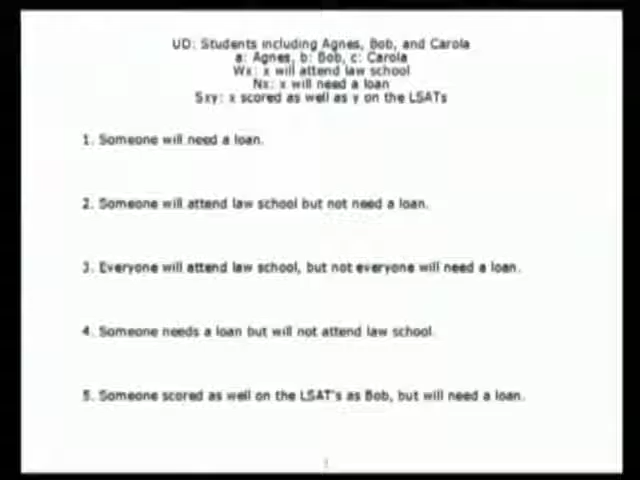 UD: Students including Agnes, Bob, and Carola
a: Agnes, b: Bob, c: Carola
Wx: x will attend law school
Nx: x will need a loan
Sxy: x scored as well as y on the LSATs
1. Someone will need a loan.
2. Someone will attend law school but not need a loan.
3. Everyone will attend law school, but not everyone will need a loan.
4. Someone needs a loan but will not attend law school.
5. Someone scored as well on the LSAT's as Bob, but will need a loan.